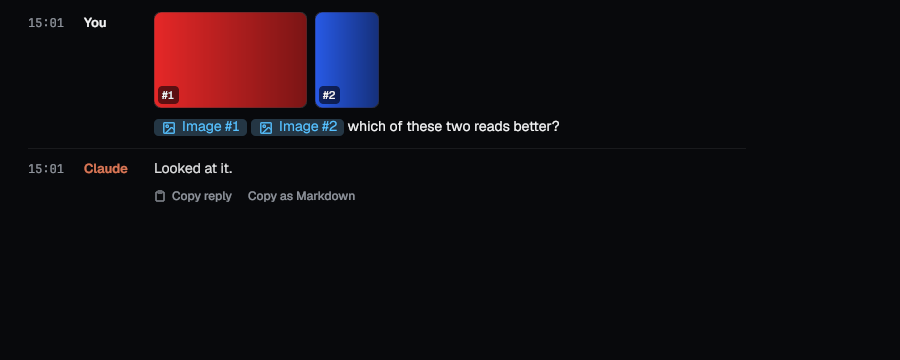 15:01 You
#1 #2
Image #1 Image #2 which of these two reads better?
15:01 Claude Looked at it.
Copy reply Copy as Markdown